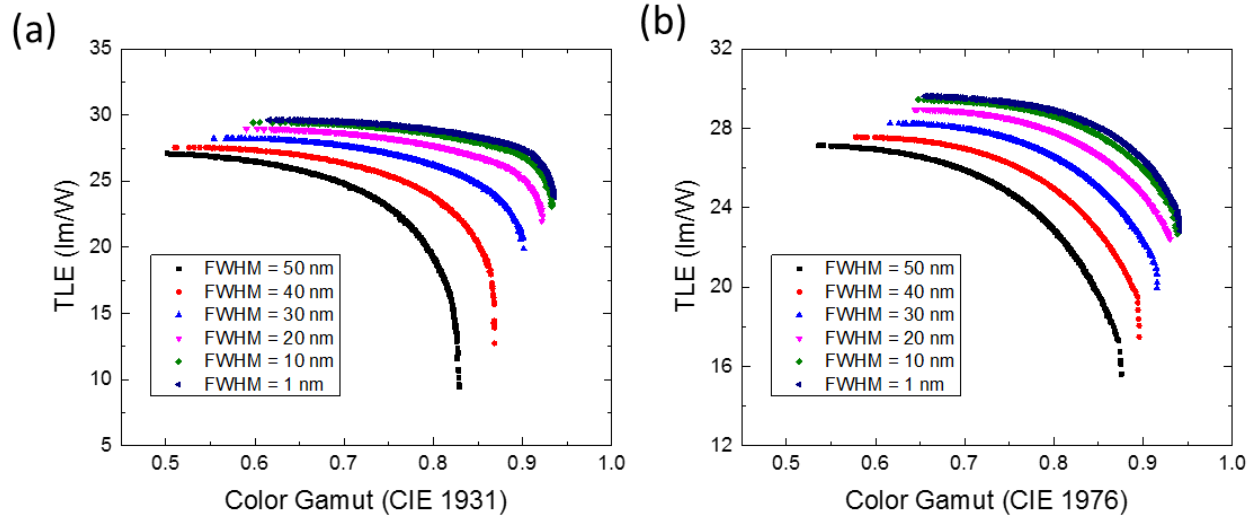 (a)
35
30
25
20
15
10
5
TLE (lm/W)
FWHM = 50 nm
FWHM = 40 nm
FWHM = 30 nm
FWHM = 20 nm
FWHM = 10 nm
FWHM = 1 nm
0.5 0.6 0.7 0.8 0.9 1.0
Color Gamut (CIE 1931)
(b)
32
28
24
20
16
12
TLE (lm/W)
FWHM = 50 nm
FWHM = 40 nm
FWHM = 30 nm
FWHM = 20 nm
FWHM = 10 nm
FWHM = 1 nm
0.5 0.6 0.7 0.8 0.9 1.0
Color Gamut (CIE 1976)